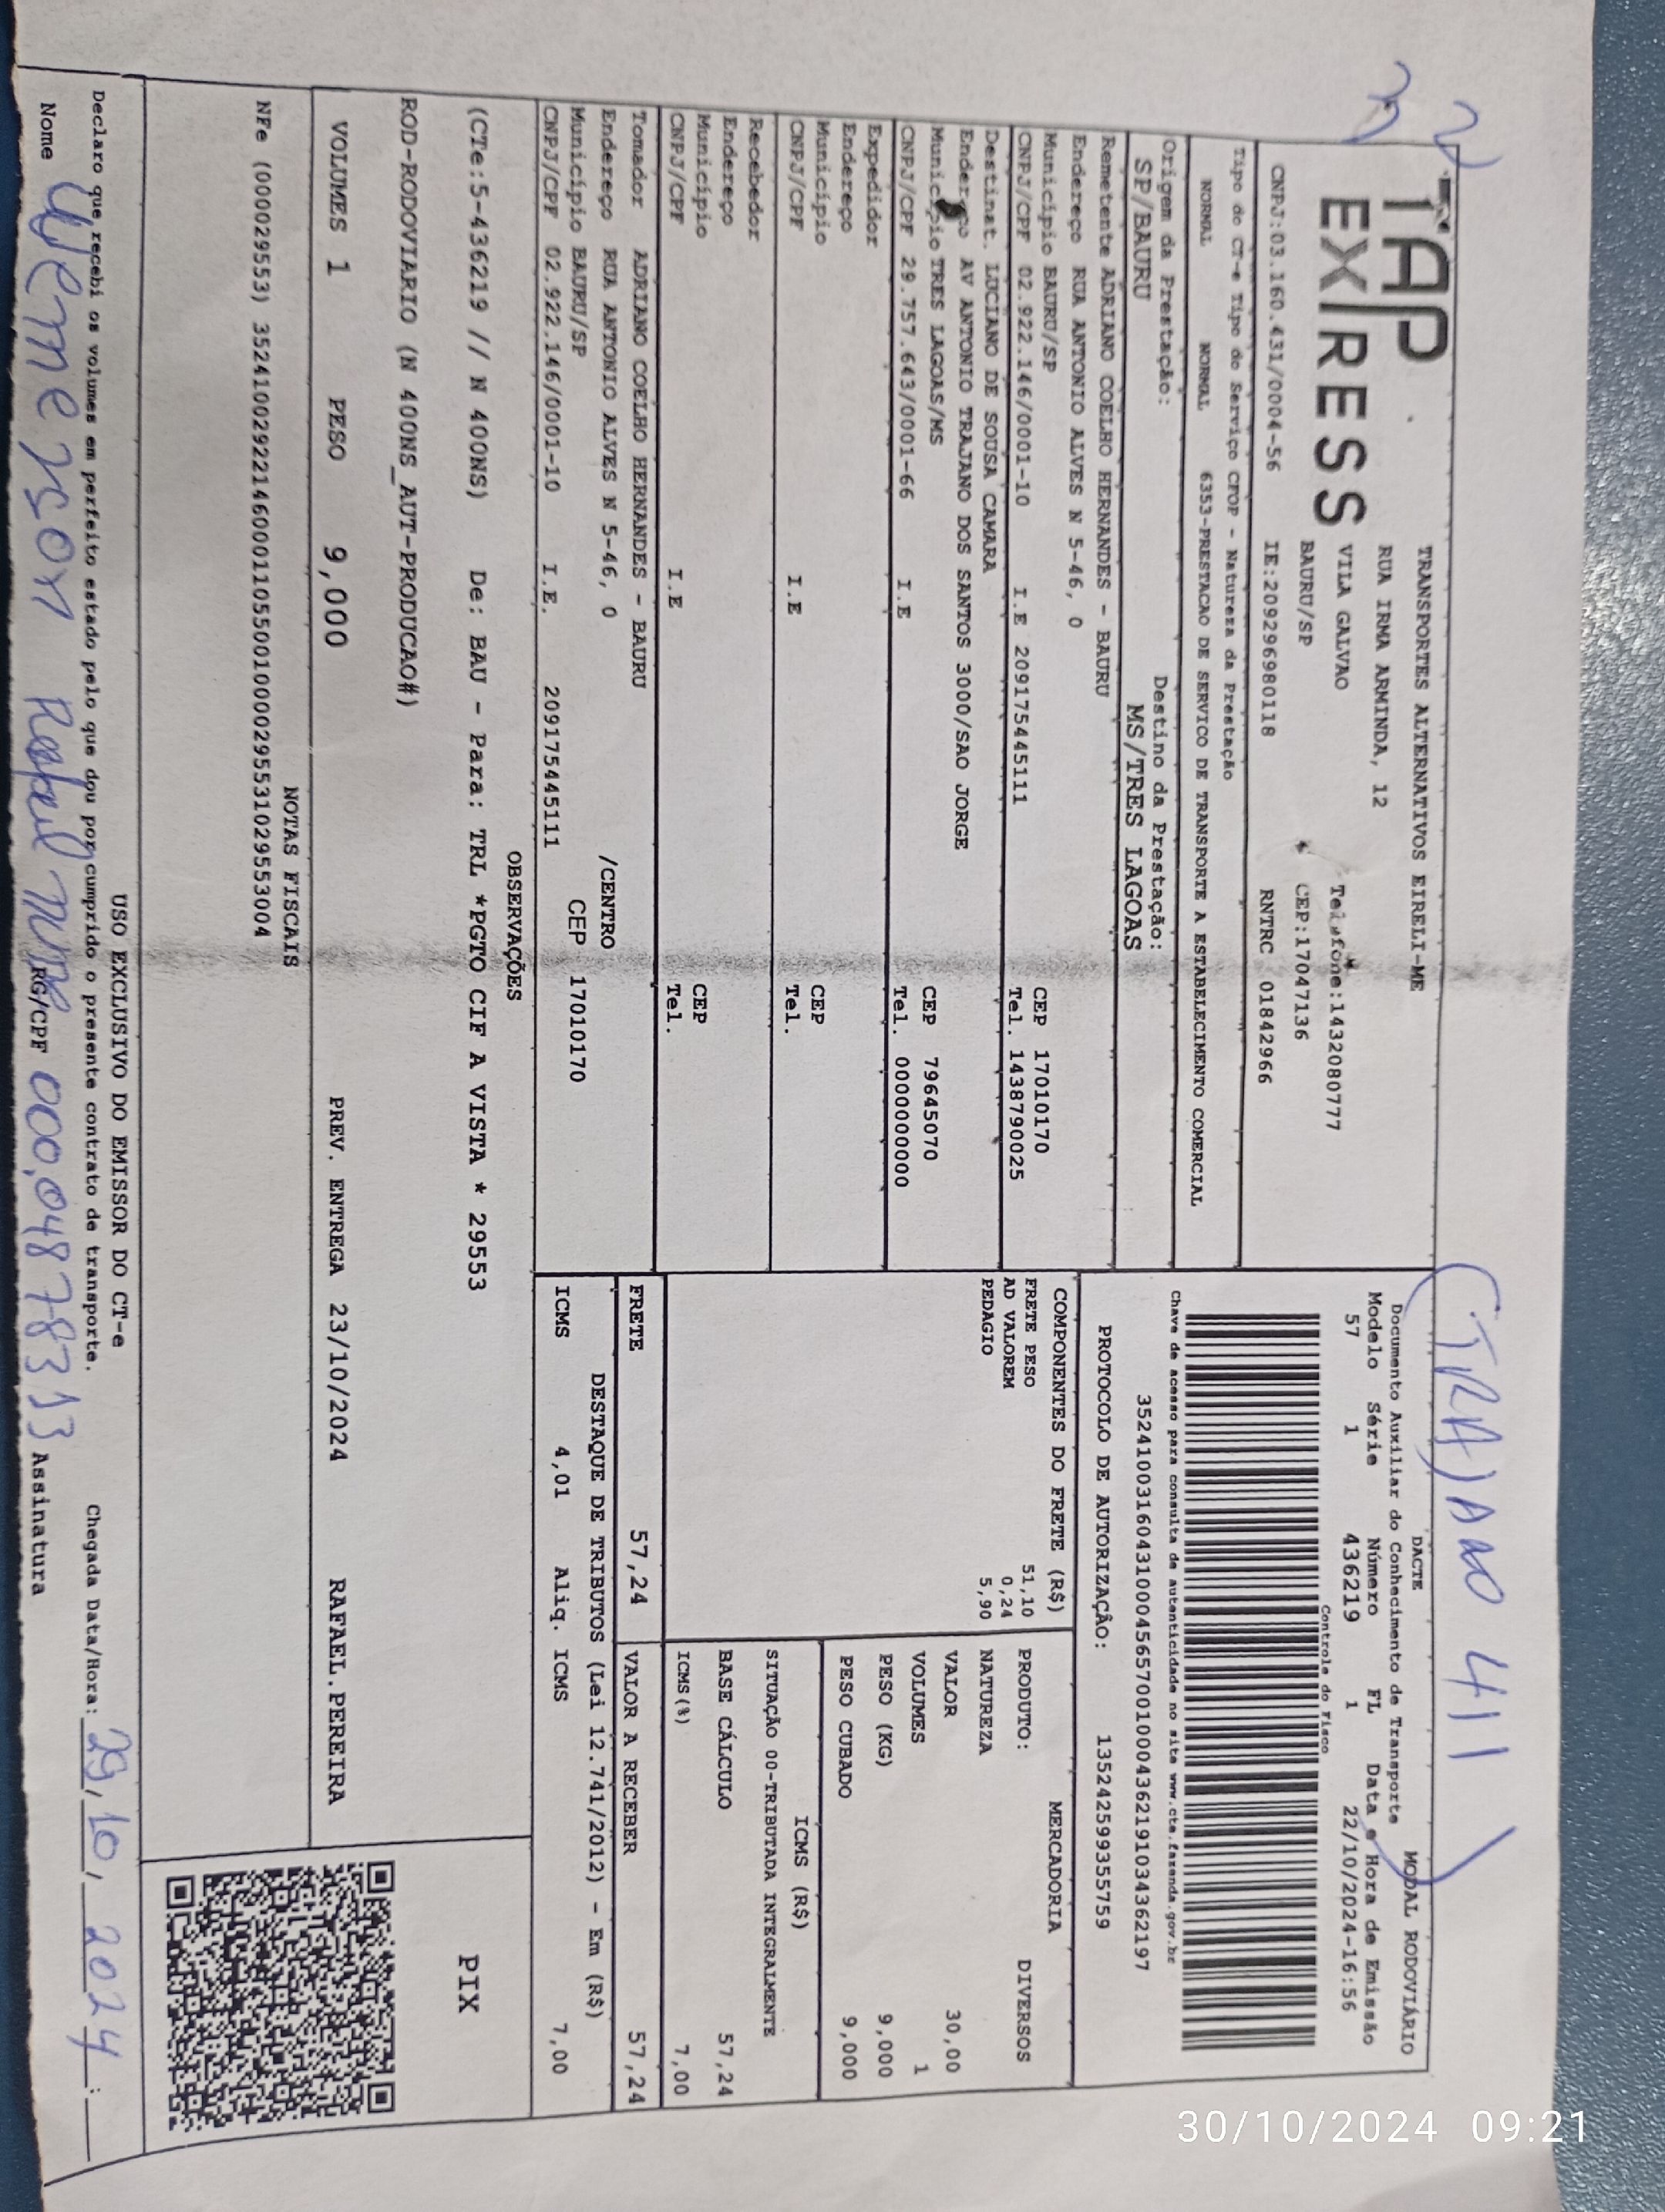 (TRAJANO 411)
TAP
EXPRESS
TRANSPORTES ALTERNATIVOS EIRELI-ME
RUA IRMA ARMINDA, 12
VILA GALVAO Telefone:1432080777
BAURU/SP CEP:17047136
CNPJ:03.160.431/0004-56 IE:209296980118 RNTRC 01842966
DACTE MODAL RODOVIÁRIO
Documento Auxiliar do Conhecimento de Transporte
Modelo Série Número FL Data e Hora de Emissão
57 1 436219 1 22/10/2024-16:56
Controle do Fisco
Tipo do CT-e Tipo do Serviço CFOP - Natureza da Prestação
NORMAL NORMAL 6353-PRESTACAO DE SERVICO DE TRANSPORTE A ESTABELECIMENTO COMERCIAL
Chave de acesso para consulta de autenticidade no site www.cte.fazenda.gov.br
35241003160431000456570010004362191034362197
Origem da Prestação: Destino da Prestação:
SP/BAURU MS/TRES LAGOAS
PROTOCOLO DE AUTORIZAÇÃO: 135242599355759
Remetente ADRIANO COELHO HERNANDES - BAURU
Endereço RUA ANTONIO ALVES N 5-46, 0
Município BAURU/SP CEP 17010170
CNPJ/CPF 02.922.146/0001-10 I.E 209175445111 Tel. 1438790025
Destinat. LUCIANO DE SOUSA CAMARA
Endereço AV ANTONIO TRAJANO DOS SANTOS 3000/SAO JORGE
Município TRES LAGOAS/MS CEP 79645070
CNPJ/CPF 29.757.643/0001-66 I.E Tel. 0000000000
Expedidor
Endereço
Município CEP
CNPJ/CPF I.E Tel.
Recebedor
Endereço
Município CEP
CNPJ/CPF I.E Tel.
Tomador ADRIANO COELHO HERNANDES - BAURU
Endereço RUA ANTONIO ALVES N 5-46, 0 /CENTRO
Município BAURU/SP CEP 17010170
CNPJ/CPF 02.922.146/0001-10 I.E. 209175445111
COMPONENTES DO FRETE (R$)
FRETE PESO 51,10
AD VALOREM 0,24
PEDAGIO 5,90
MERCADORIA
PRODUTO: DIVERSOS
NATUREZA
VALOR 30,00
VOLUMES 1
PESO (KG) 9,000
PESO CUBADO 9,000
ICMS (R$)
SITUAÇÃO 00-TRIBUTADA INTEGRALMENTE
BASE CÁLCULO 57,24
ICMS(%) 7,00
FRETE 57,24 VALOR A RECEBER 57,24
DESTAQUE DE TRIBUTOS (Lei 12.741/2012) - Em (R$)
ICMS 4,01 Aliq. ICMS 7,00
OBSERVAÇÕES
(CTe:5-436219 // N 400NS) De: BAU - Para: TRL *PGTO CIF A VISTA * 29553
ROD-RODOVIARIO (N 400NS_AUT-PRODUCAO#)
PIX
VOLUMES 1 PESO 9,000 PREV. ENTREGA 23/10/2024 RAFAEL.PEREIRA
NOTAS FISCAIS
NFe (000029553) 35241002922146000110550010000295531029553004
USO EXCLUSIVO DO EMISSOR DO CT-e
Declaro que recebi os volumes em perfeito estado pelo que dou por cumprido o presente contrato de transporte. Chegada Data/Hora: 29/10/2024 :
Nome Wemerson Rafael RG/CPF Assinatura
30/10/2024 09:21